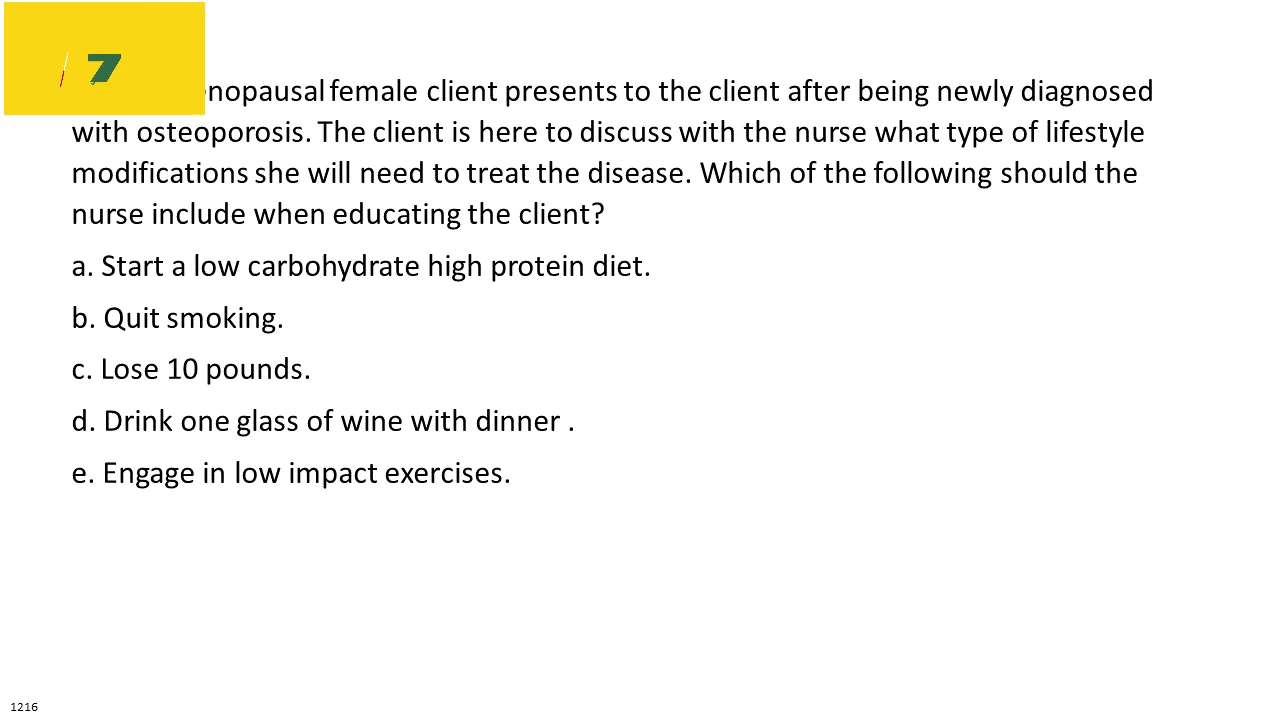 7
female client presents to the client after being newly diagnosed
with osteoporosis. The client is here to discuss with the nurse what type of lifestyle
modifications she will need to treat the disease. Which of the following should the
nurse include when educating the client?
a. Start a low carbohydrate high protein diet.
b. Quit smoking.
c. Lose 10 pounds.
d. Drink one glass of wine with dinner .
e. Engage in low impact exercises.
1216